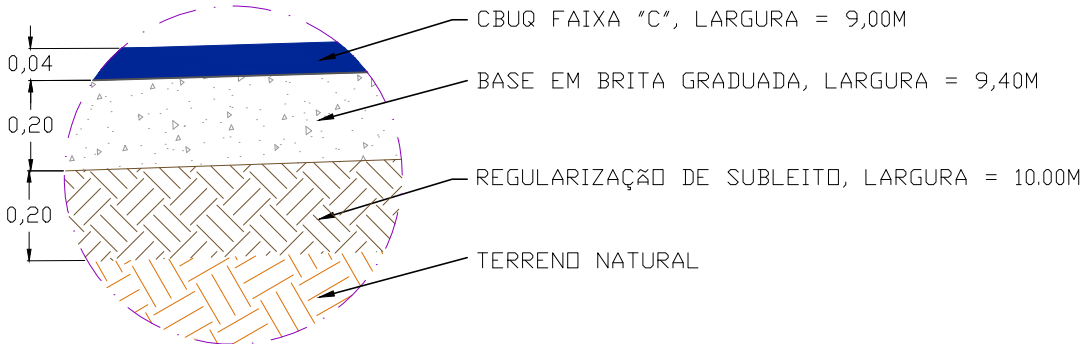 CBUQ FAIXA "C", LARGURA = 9,00M
0,04
BASE EM BRITA GRADUADA, LARGURA = 9,40M
0,20
REGULARIZAÇÃO DE SUBLEITO, LARGURA = 10.00M
0,20
TERRENO NATURAL